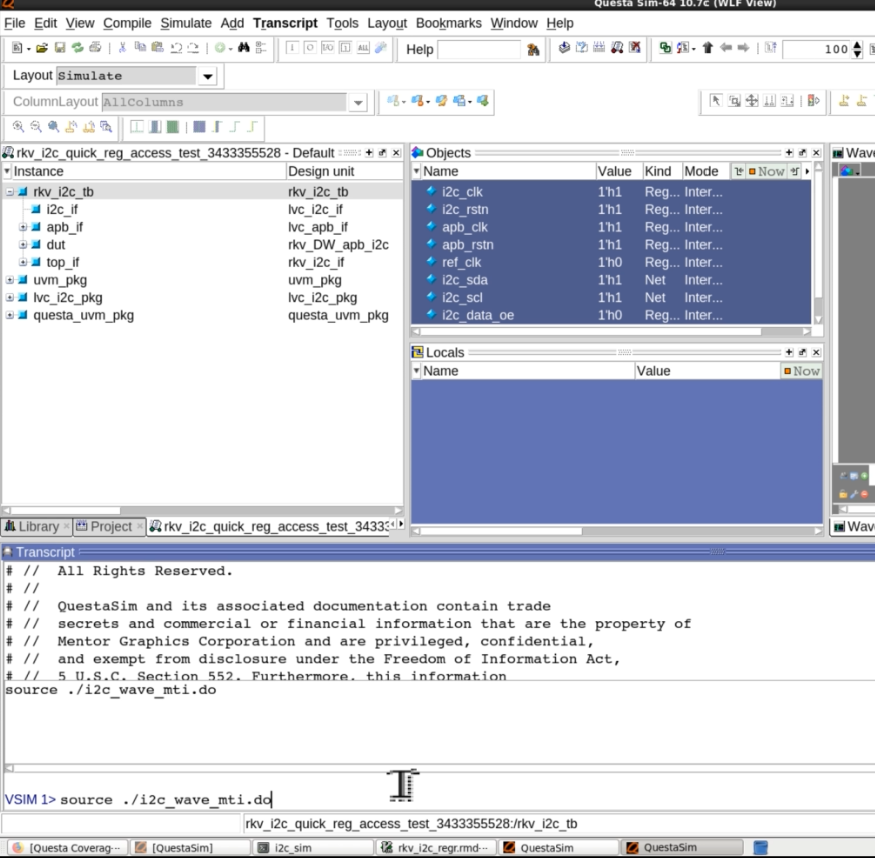 Questa Sim-64 10.7c (WLF View)
File Edit View Compile Simulate Add Transcript Tools Layout Bookmarks Window Help
Help 100
Layout Simulate
ColumnLayout AllColumns
rkv_i2c_quick_reg_access_test_3433355528 - Default
Instance Design unit
rkv_i2c_tb rkv_i2c_tb
i2c_if lvc_i2c_if
apb_if lvc_apb_if
dut rkv_DW_apb_i2c
top_if rkv_i2c_if
uvm_pkg uvm_pkg
lvc_i2c_pkg lvc_i2c_pkg
questa_uvm_pkg questa_uvm_pkg
Library Project rkv_i2c_quick_reg_access_test_3433
Objects
Name Value Kind Mode Now
i2c_clk 1'h1 Reg... Inter...
i2c_rstn 1'h1 Reg... Inter...
apb_clk 1'h1 Reg... Inter...
apb_rstn 1'h1 Reg... Inter...
ref_clk 1'h0 Reg... Inter...
i2c_sda 1'h1 Net Inter...
i2c_scl 1'h1 Net Inter...
i2c_data_oe 1'h0 Reg... Inter...
Locals
Name Value Now
Wave
Wave
Transcript
# // All Rights Reserved.
# //
# // QuestaSim and its associated documentation contain trade
# // secrets and commercial or financial information that are the property of
# // Mentor Graphics Corporation and are privileged, confidential,
# // and exempt from disclosure under the Freedom of Information Act,
# // 5 U.S.C. Section 552. Furthermore, this information
source ./i2c_wave_mti.do
VSIM 1> source ./i2c_wave_mti.do
rkv_i2c_quick_reg_access_test_3433355528:/rkv_i2c_tb
[Questa Coverag··· [QuestaSim] i2c_sim rkv_i2c_regr.rmd··· QuestaSim QuestaSim